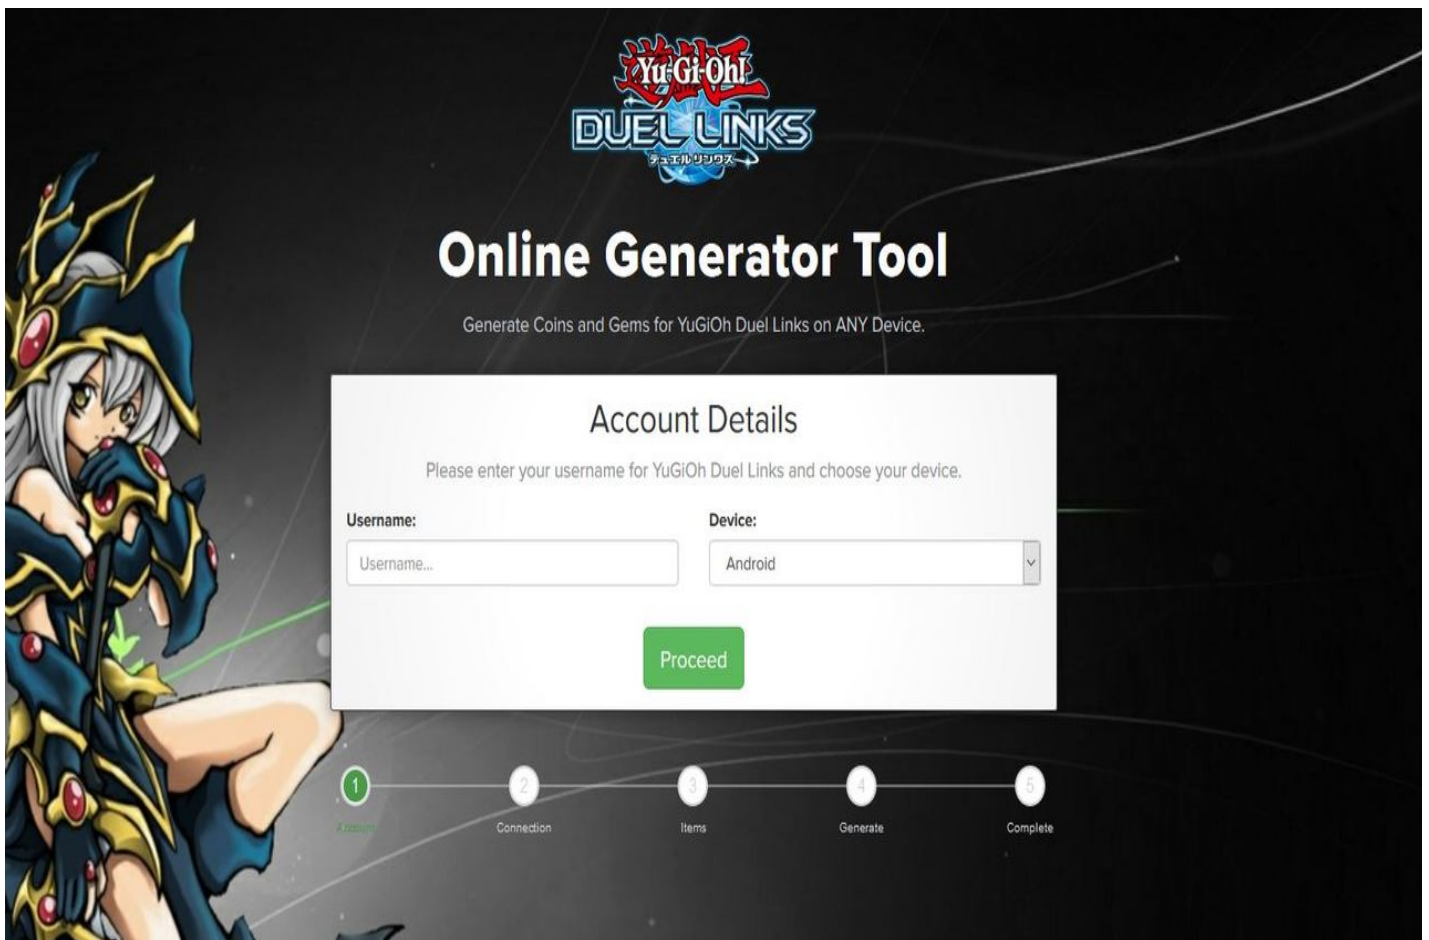 Yu-Gi-Oh!
DUEL LINKS
デュエル リンクス
Online Generator Tool
Generate Coins and Gems for YuGiOh Duel Links on ANY Device.
Account Details
Please enter your username for YuGiOh Duel Links and choose your device.
Username: Device:
Username... Android
Proceed
1 2 3 4 5
Account Connection Items Generate Complete